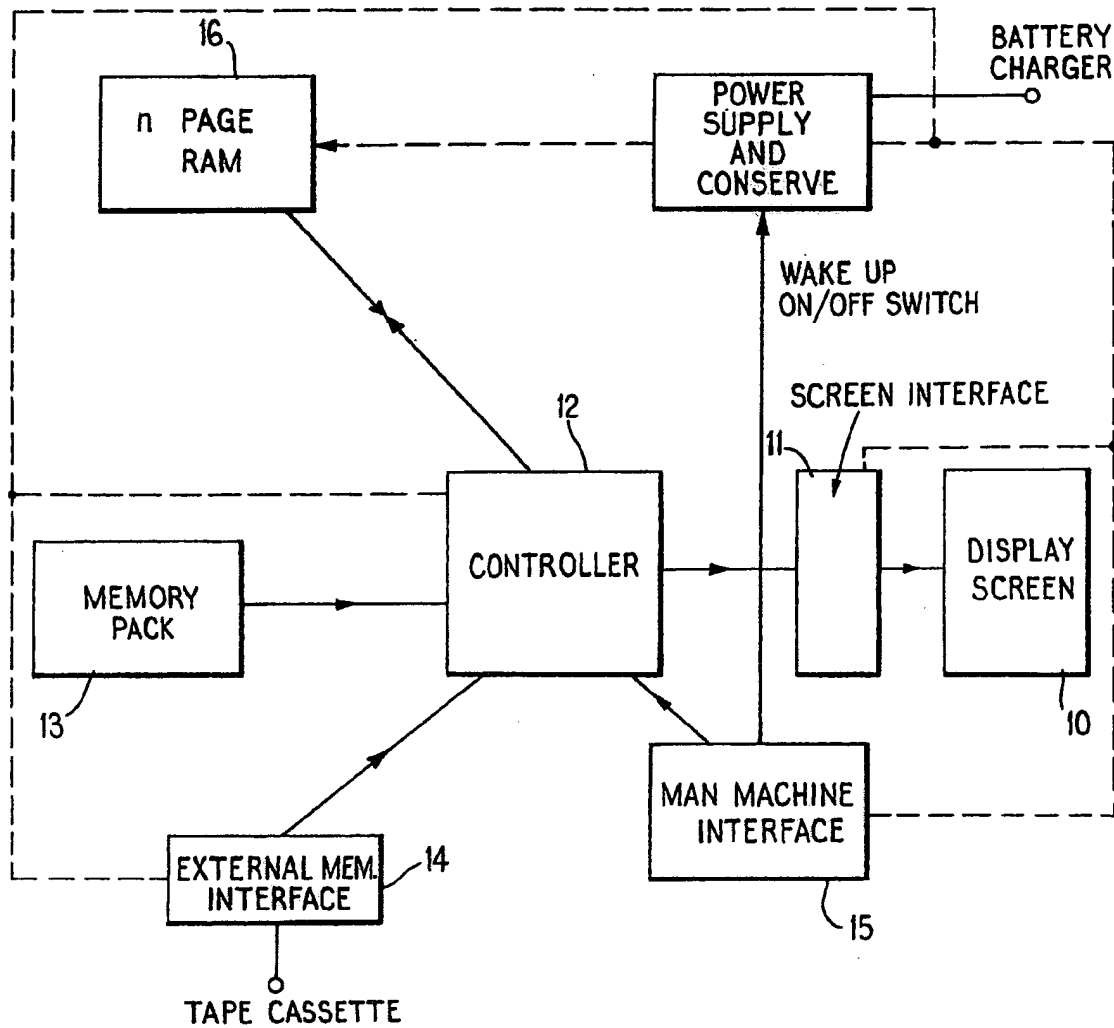 16
BATTERY
CHARGER
n PAGE
RAM
POWER
SUPPLY
AND
CONSERVE
WAKE UP
ON/OFF SWITCH
SCREEN INTERFACE
12
11
CONTROLLER
DISPLAY
SCREEN
MEMORY
PACK
13
10
MAN MACHINE
INTERFACE
EXTERNAL MEM.
INTERFACE
14
15
TAPE CASSETTE